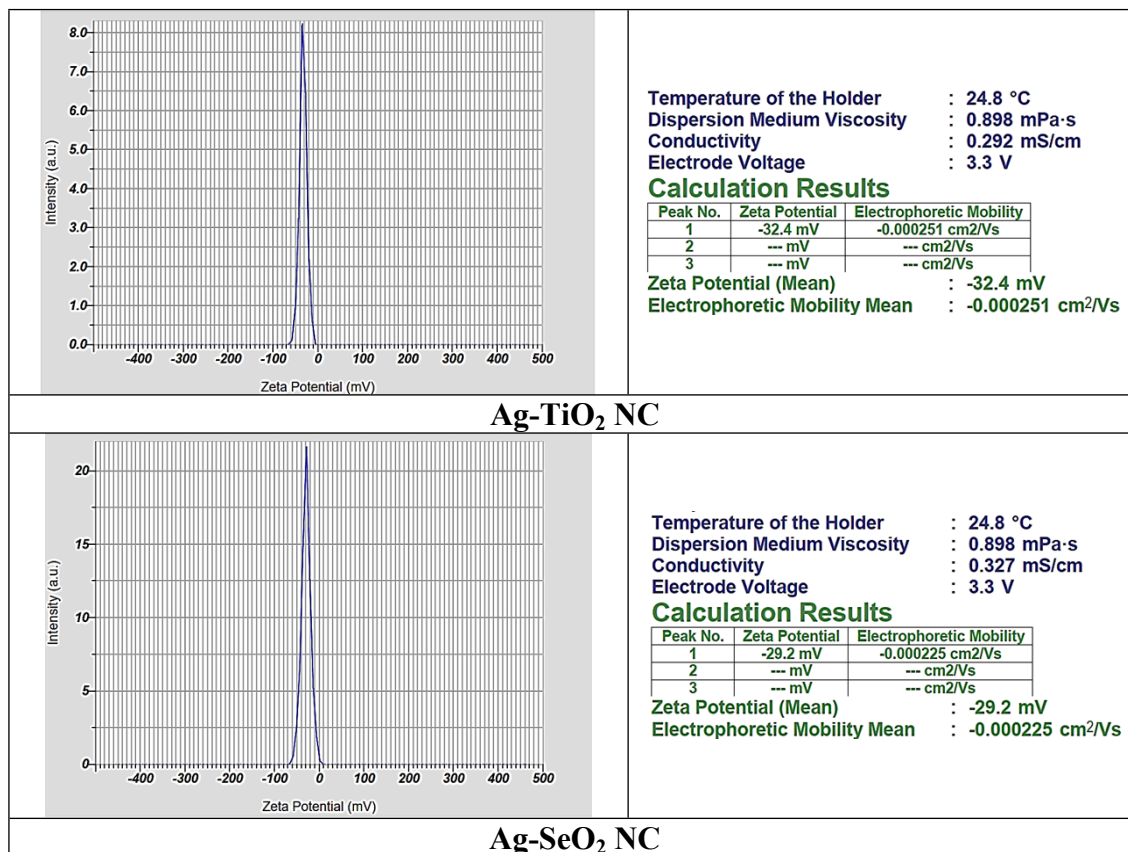 8.0
7.0
6.0
5.0
4.0
3.0
2.0
1.0
0.0
Intensity (a.u.)
-400 -300 -200 -100 0 100 200 300 400 500
Zeta Potential (mV)
Temperature of the Holder : 24.8 °C
Dispersion Medium Viscosity : 0.898 mPa·s
Conductivity : 0.292 mS/cm
Electrode Voltage : 3.3 V
Calculation Results
Peak No. Zeta Potential Electrophoretic Mobility
1 -32.4 mV -0.000251 cm2/Vs
2 --- mV --- cm2/Vs
3 --- mV --- cm2/Vs
Zeta Potential (Mean) : -32.4 mV
Electrophoretic Mobility Mean : -0.000251 cm²/Vs
Ag-TiO₂ NC
20
15
10
5
0
Intensity (a.u.)
-400 -300 -200 -100 0 100 200 300 400 500
Zeta Potential (mV)
Temperature of the Holder : 24.8 °C
Dispersion Medium Viscosity : 0.898 mPa·s
Conductivity : 0.327 mS/cm
Electrode Voltage : 3.3 V
Calculation Results
Peak No. Zeta Potential Electrophoretic Mobility
1 -29.2 mV -0.000225 cm2/Vs
2 --- mV --- cm2/Vs
3 --- mV --- cm2/Vs
Zeta Potential (Mean) : -29.2 mV
Electrophoretic Mobility Mean : -0.000225 cm²/Vs
Ag-SeO₂ NC